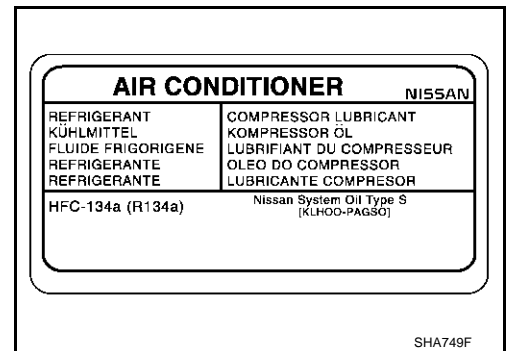 AIR CONDITIONER NISSAN
REFRIGERANT
KÜHLMITTEL
FLUIDE FRIGORIGENE
REFRIGERANTE
REFRIGERANTE
COMPRESSOR LUBRICANT
KOMPRESSOR ÖL
LUBRIFIANT DU COMPRESSEUR
OLEO DO COMPRESSOR
LUBRICANTE COMPRESOR
HFC-134a (R134a)
Nissan System Oil Type S
[KLHOO-PAGSO]
SHA749F